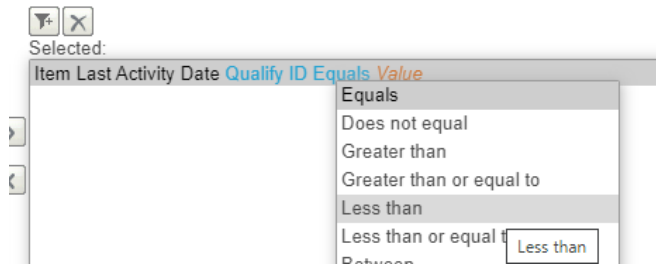 Selected:
Item Last Activity Date Qualify ID Equals Value
Equals
Does not equal
Greater than
Greater than or equal to
Less than
Less than or equal
Less than
Between